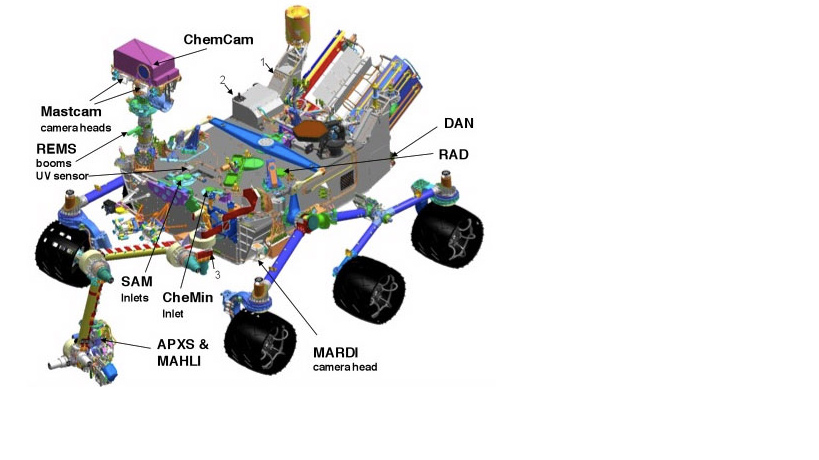 ChemCam
1
2
Mastcam
camera heads
DAN
REMS
booms
UV sensor
RAD
SAM
Inlets
CheMin
Inlet
3
APXS &
MAHLI
MARDI
camera head